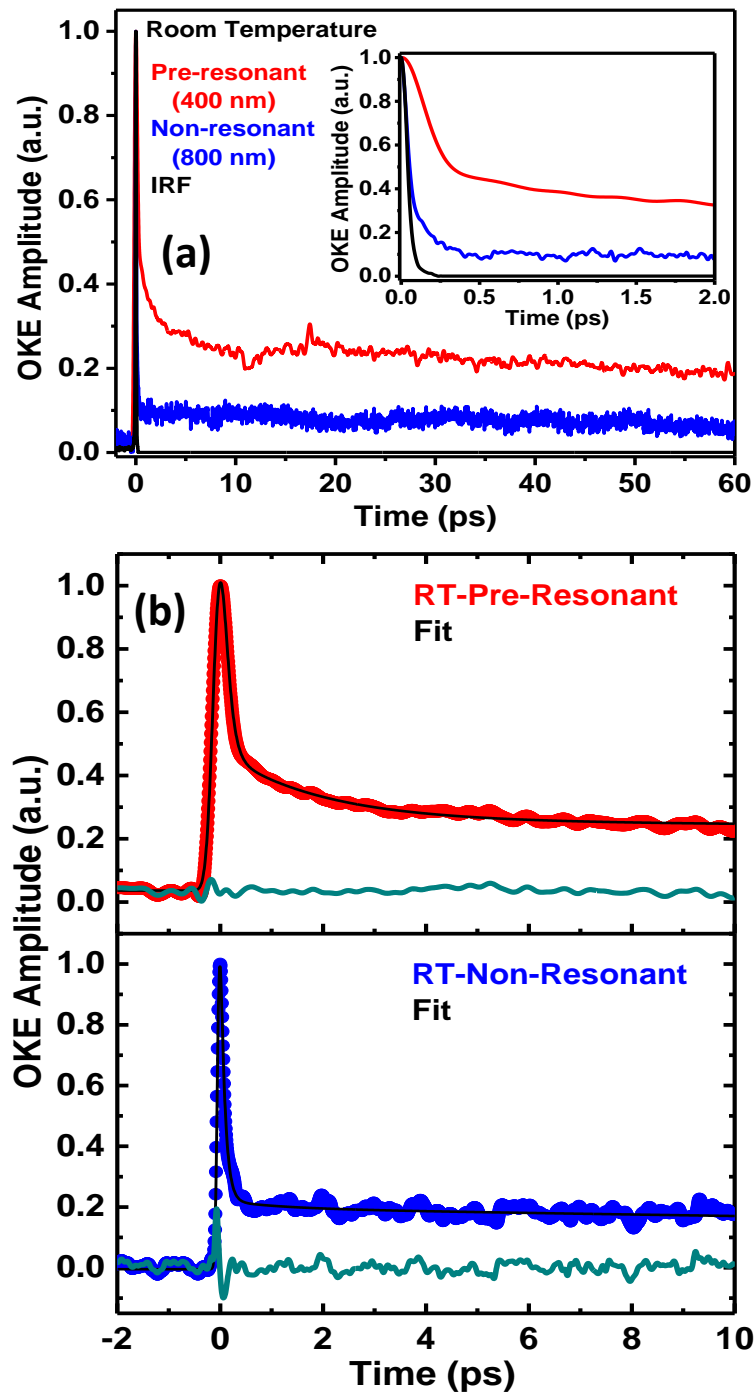 Room Temperature
Pre-resonant
(400 nm)
Non-resonant
(800 nm)
IRF
(a)
OKE Amplitude (a.u.)
1.0
0.8
0.6
0.4
0.2
0.0
0 10 20 30 40 50 60
Time (ps)
OKE Amplitude (a.u.)
1.0
0.8
0.6
0.4
0.2
0.0
0.0 0.5 1.0 1.5 2.0
Time (ps)
(b)
RT-Pre-Resonant
Fit
1.0
0.8
0.6
0.4
0.2
0.0
OKE Amplitude (a.u.)
RT-Non-Resonant
Fit
1.0
0.8
0.6
0.4
0.2
0.0
-2 0 2 4 6 8 10
Time (ps)